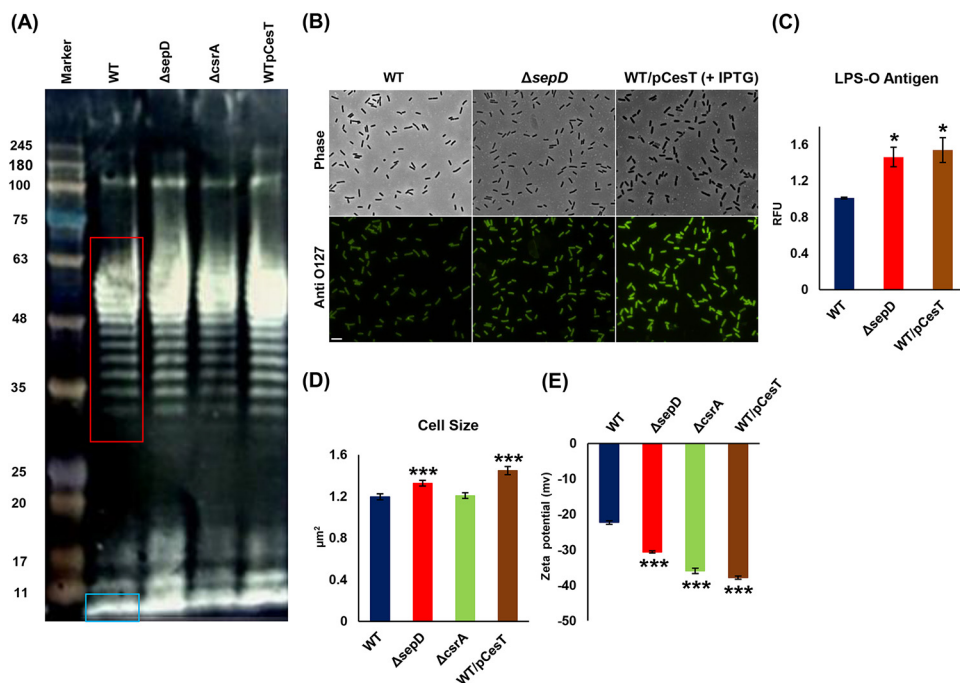 (A)
Marker
WT
ΔsepD
ΔcsrA
WTpCesT
245
180
100
75
63
48
35
25
20
17
11
(B)
WT
ΔsepD
WT/pCesT (+ IPTG)
Phase
Anti O127
(C)
LPS-O Antigen
1.6
1.2
0.8
0.4
0
RFU
*
*
WT
ΔsepD
WT/pCesT
(D)
Cell Size
1.6
1.2
0.8
0.4
0
µm²
***
***
WT
ΔsepD
ΔcsrA
WT/pCesT
(E)
WT
ΔsepD
ΔcsrA
WT/pCesT
0
-10
-20
-30
-40
-50
Zeta potential (mv)
***
***
***